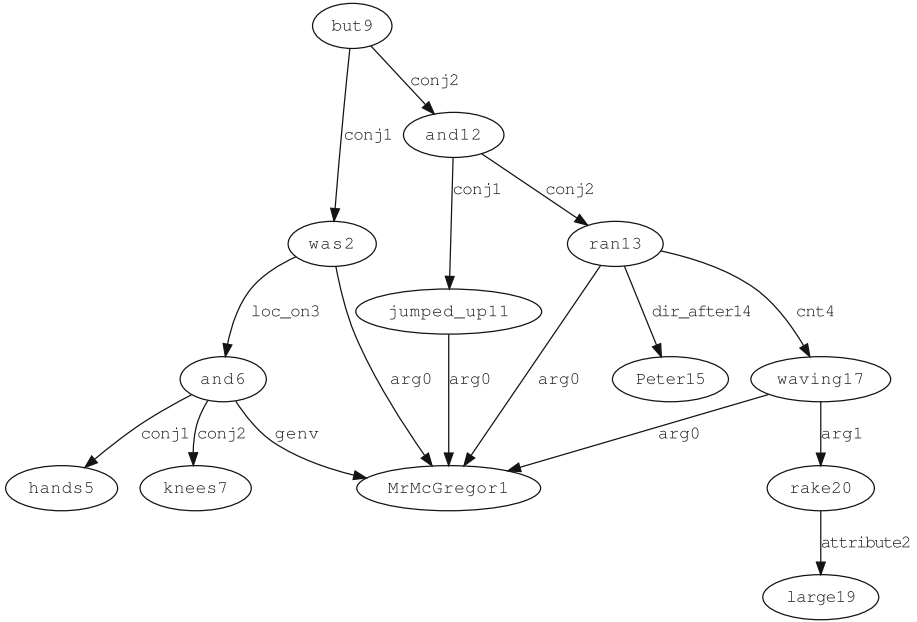 but9
conj2
conj1
and12
conj1
conj2
was2
ran13
loc_on3
jumped_up11
dir_after14
cnt4
and6
arg0
arg0
arg0
Peter15
waving17
conj1
conj2
genv
arg0
arg1
hands5
knees7
MrMcGregor1
rake20
attribute2
large19